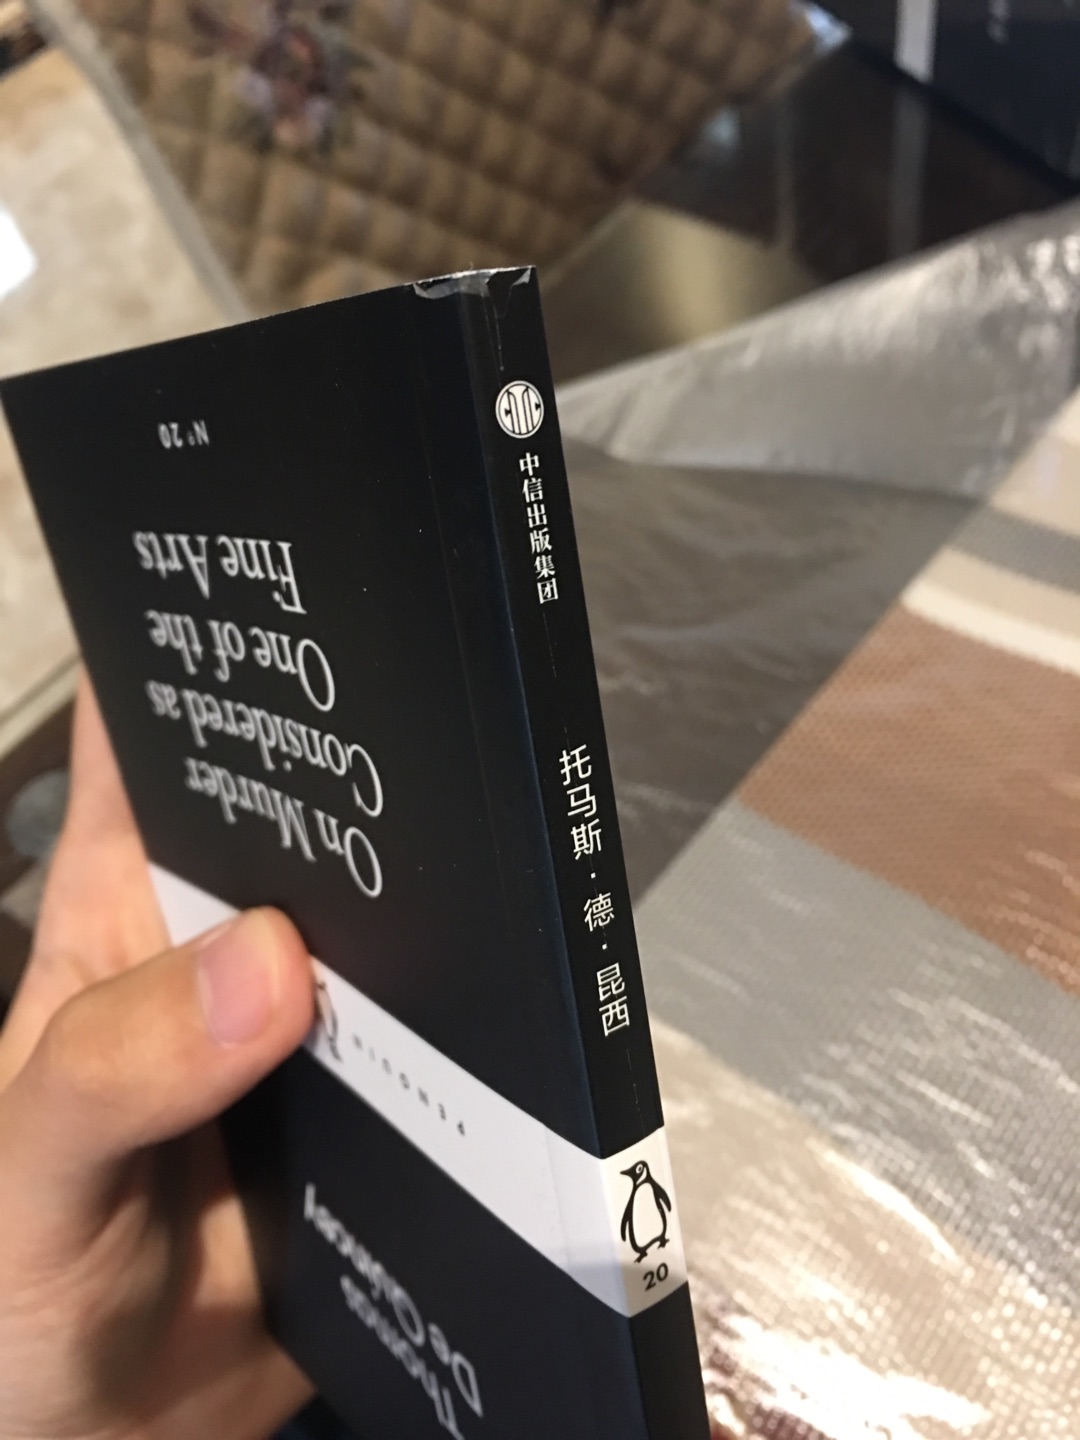 中信出版集团
托马斯·德·昆西
20
Nº 20
On Murder
Considered as
One of the
Fine Arts
PENGUIN
Thomas
De Quincey